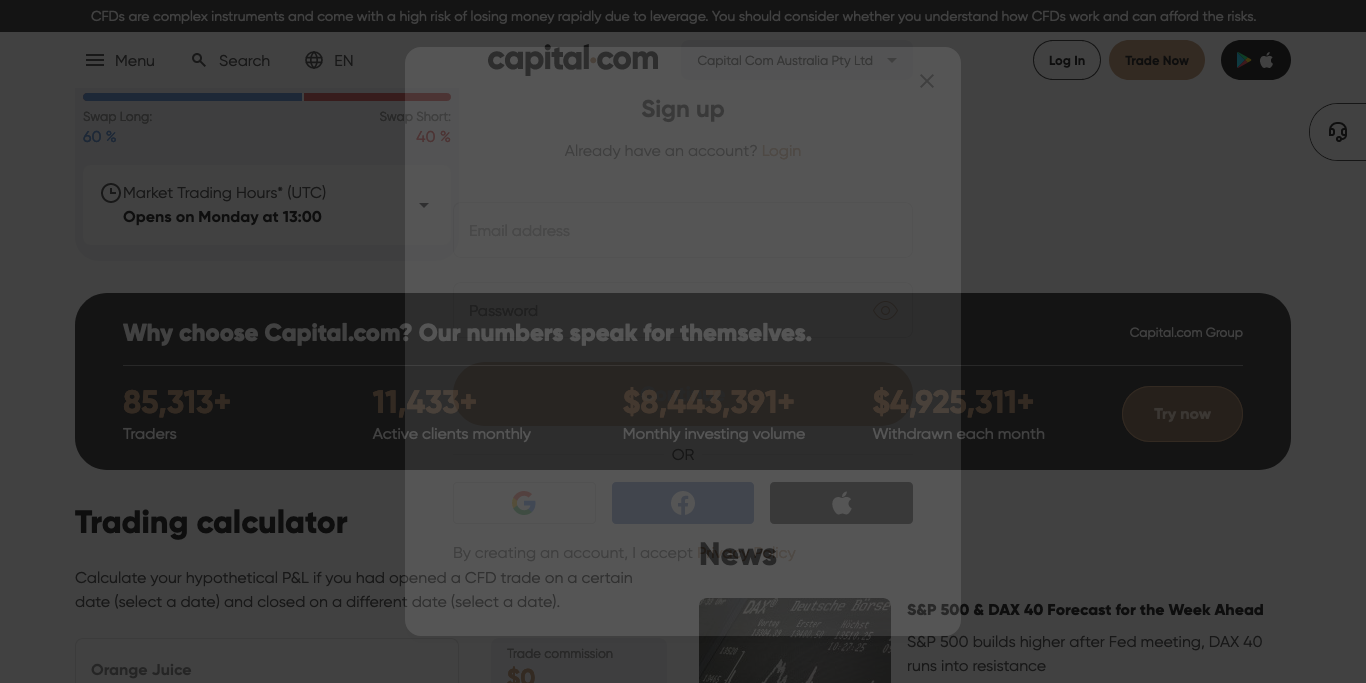 CFDs are complex instruments and come with a high risk of losing money rapidly due to leverage. You should consider whether you understand how CFDs work and can afford the risks.
Menu
Search
EN
capital.com
Capital Com Australia Pty Ltd
Log In
Trade Now
Sign up
Already have an account? Login
Email address
Password
OR
By creating an account, I accept Privacy Policy
Swap Long:
Swap Short:
60 %
40 %
Market Trading Hours* (UTC)
Opens on Monday at 13:00
Why choose Capital.com? Our numbers speak for themselves.
Capital.com Group
85,313+
Traders
11,433+
Active clients monthly
$8,443,391+
Monthly investing volume
$4,925,311+
Withdrawn each month
Try now
Trading calculator
Calculate your hypothetical P&L if you had opened a CFD trade on a certain
date (select a date) and closed on a different date (select a date).
Orange Juice
Trade commission
$0
News
DAX Deutsche Börse
S&P 500 & DAX 40 Forecast for the Week Ahead
S&P 500 builds higher after Fed meeting, DAX 40
runs into resistance